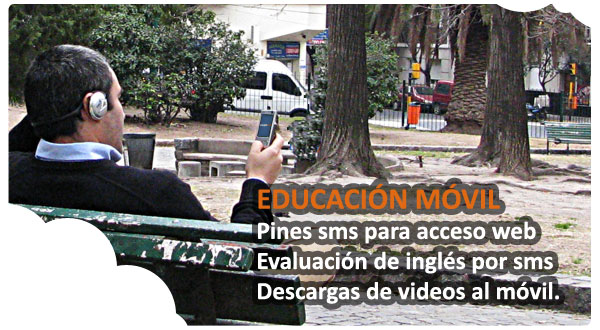 EDUCACIÓN MÓVIL
Pines sms para acceso web
Evaluación de inglés por sms
Descargas de videos al móvil.